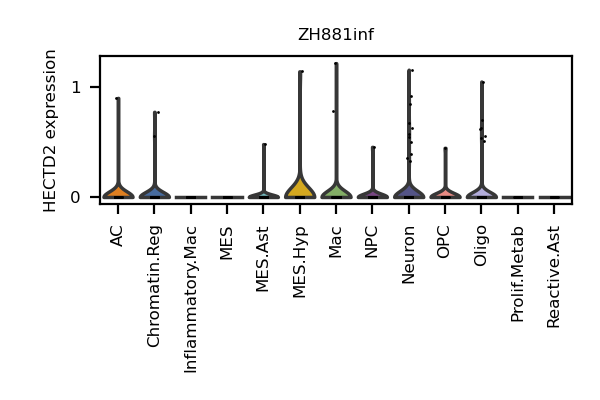 ZH881inf
HECTD2 expression
1
0
AC
Chromatin.Reg
Inflammatory.Mac
MES
MES.Ast
MES.Hyp
Mac
NPC
Neuron
OPC
Oligo
Prolif.Metab
Reactive.Ast